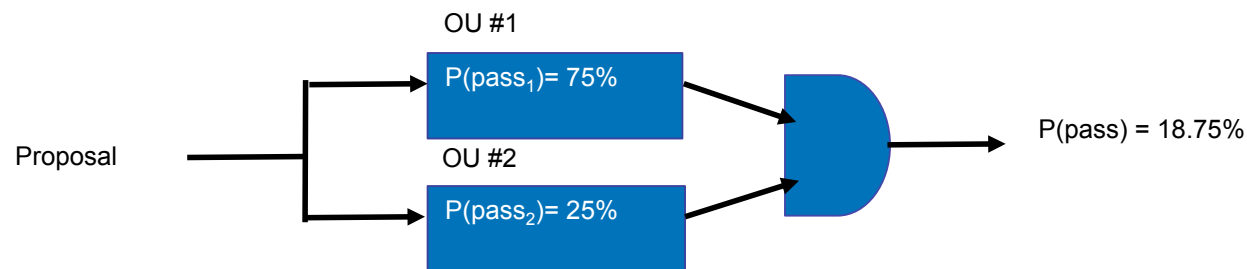 OU #1
P(pass₁)= 75%
P(pass) = 18.75%
Proposal
OU #2
P(pass₂)= 25%